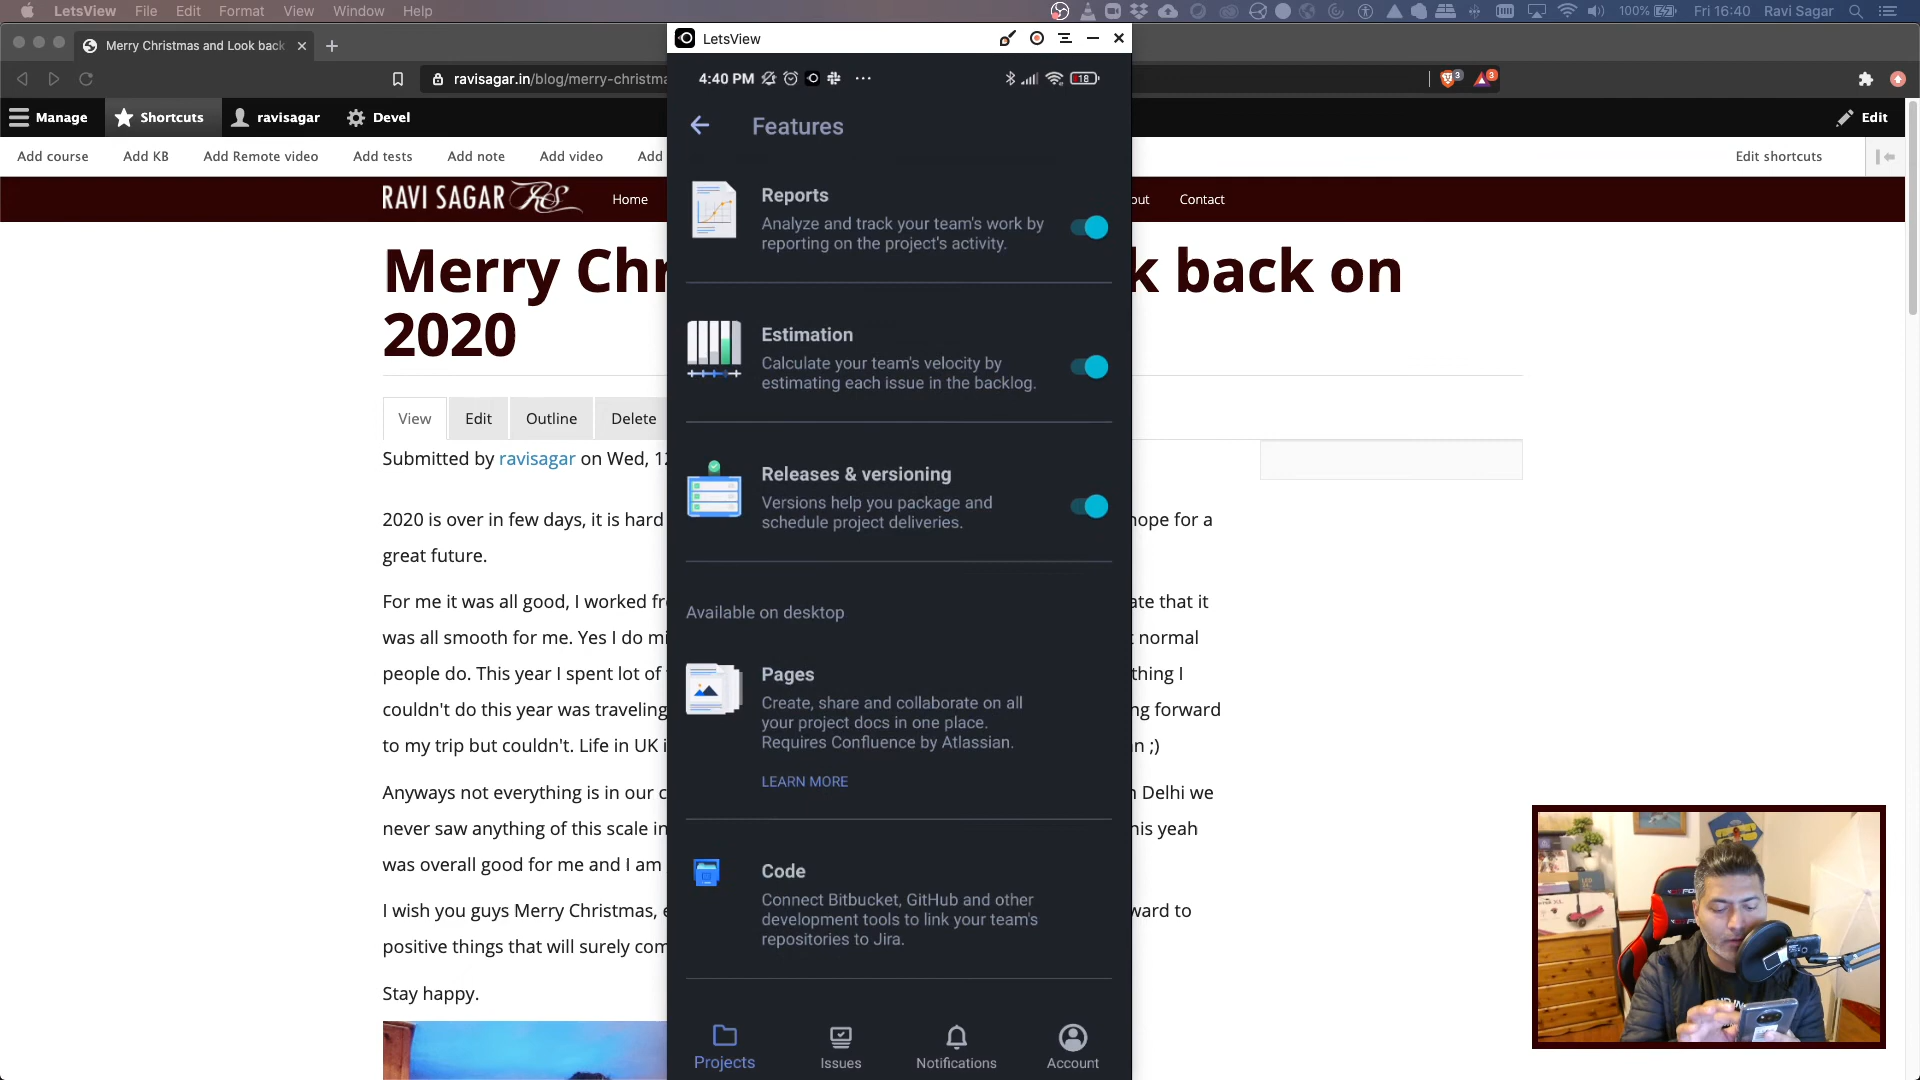 LetsView File Edit Format View Window Help 100% Fri 16:40 Ravi Sagar
Merry Christmas and Look back
ravisagar.in/blog/merry-christma
3 3
Manage Shortcuts ravisagar Devel Edit
Add course Add KB Add Remote video Add tests Add note Add video Add Edit shortcuts
RAVI SAGAR RS Home out Contact
Merry Chr k back on
2020
View Edit Outline Delete
Submitted by ravisagar on Wed, 12
2020 is over in few days, it is hard hope for a
great future.
For me it was all good, I worked fr ate that it
was all smooth for me. Yes I do mi t normal
people do. This year I spent lot of thing I
couldn't do this year was traveling ng forward
to my trip but couldn't. Life in UK i n ;)
Anyways not everything is in our c n Delhi we
never saw anything of this scale in his yeah
was overall good for me and I am
I wish you guys Merry Christmas, e ward to
positive things that will surely com
Stay happy.
LetsView
4:40 PM 18
Features
Reports
Analyze and track your team's work by
reporting on the project's activity.
Estimation
Calculate your team's velocity by
estimating each issue in the backlog.
Releases & versioning
Versions help you package and
schedule project deliveries.
Available on desktop
Pages
Create, share and collaborate on all
your project docs in one place.
Requires Confluence by Atlassian.
LEARN MORE
Code
Connect Bitbucket, GitHub and other
development tools to link your team's
repositories to Jira.
Projects Issues Notifications Account